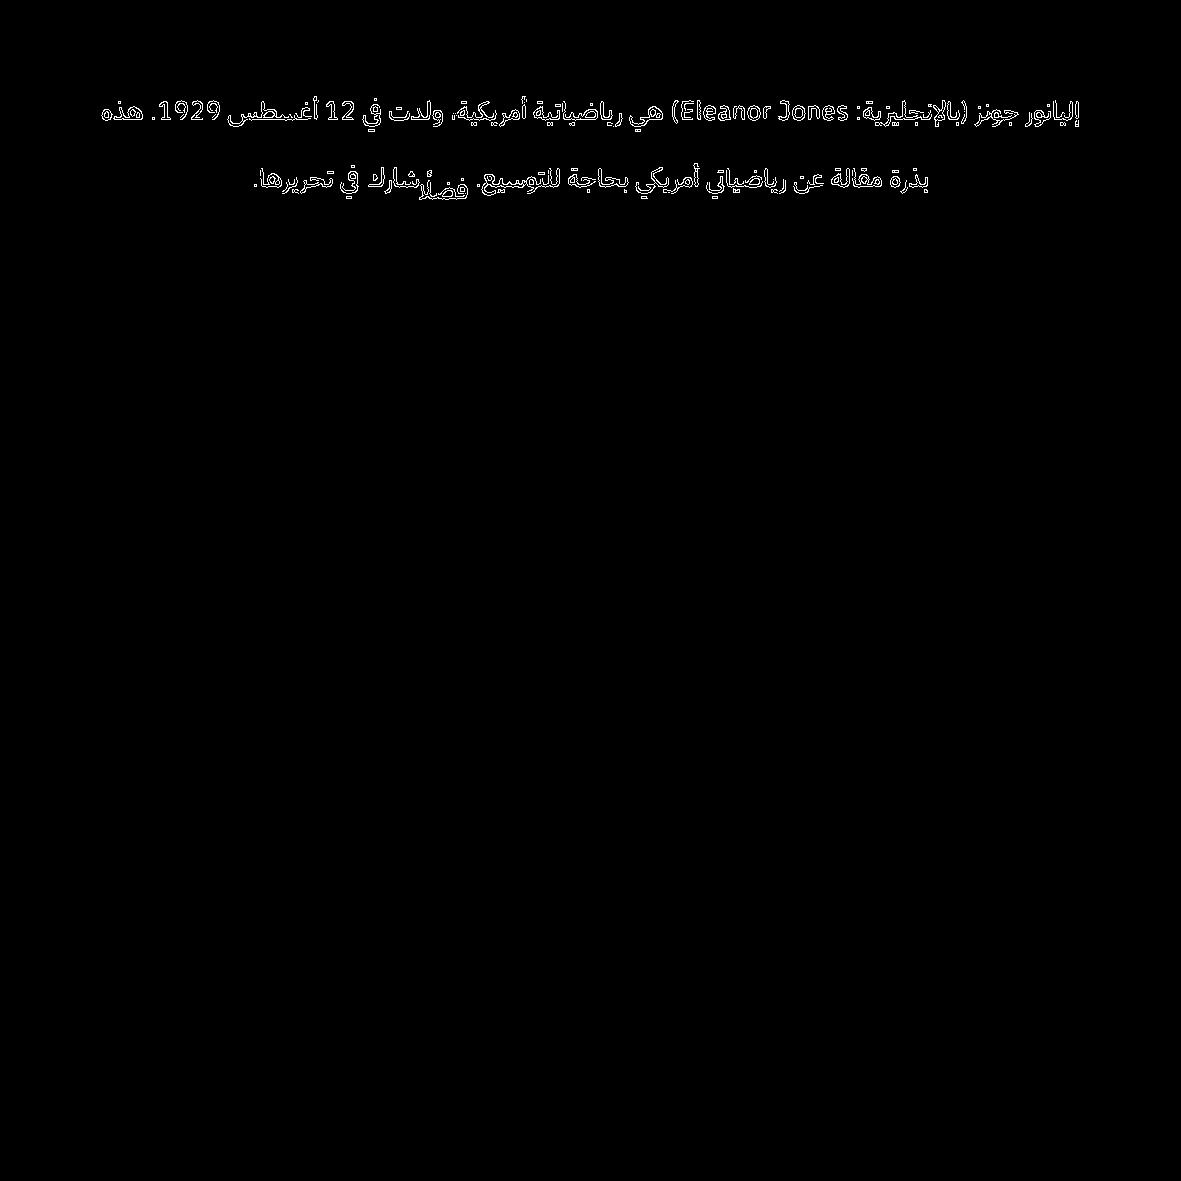 إليانور جونز (بالإنجليزية: Eleanor Jones) هي رياضياتية أمريكية، ولدت في 12 أغسطس 1929. هذه
بذرة مقالة عن رياضياتي أمريكي بحاجة للتوسيع. فضلًا شارك في تحريرها.